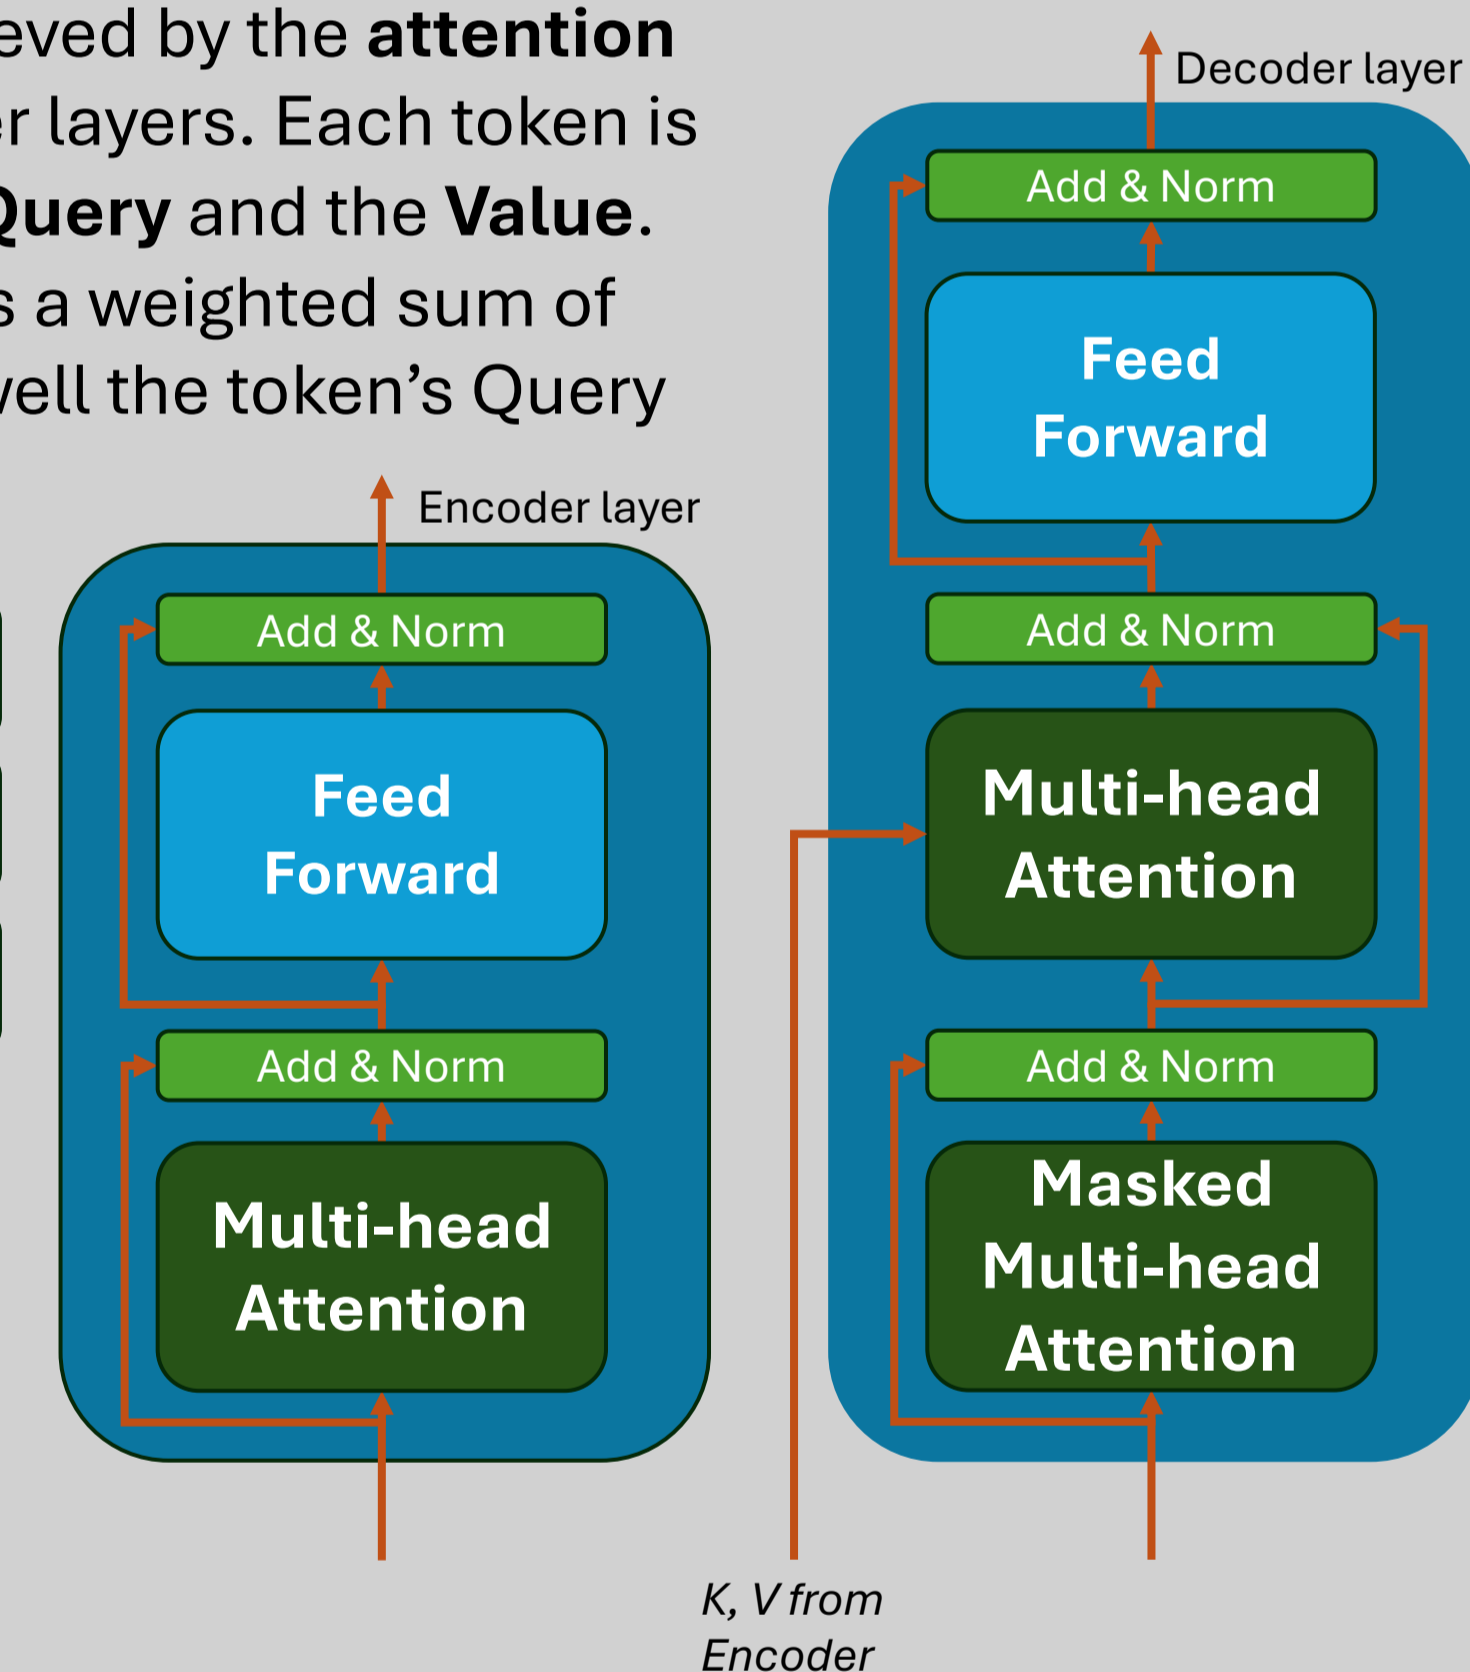 eved by the attention
er layers. Each token is
Query and the Value.
s a weighted sum of
well the token’s Query
Encoder layer
Add & Norm
Feed
Forward
Add & Norm
Multi-head
Attention
Decoder layer
Add & Norm
Feed
Forward
Add & Norm
Multi-head
Attention
Add & Norm
Masked
Multi-head
Attention
K, V from
Encoder